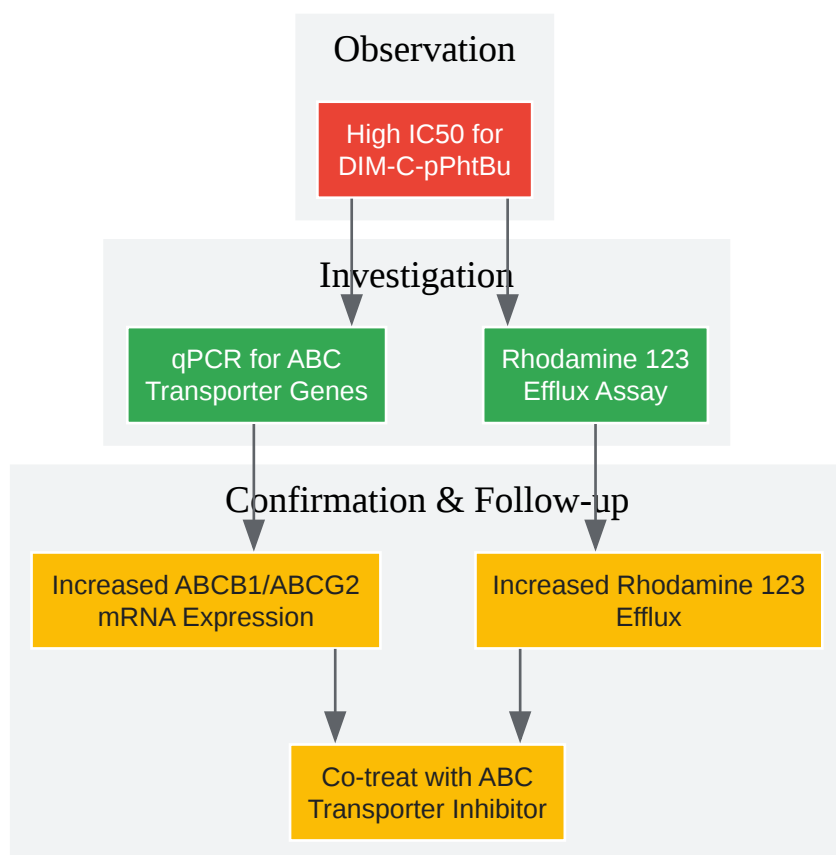 Observation
High IC50 for
DIM-C-pPhtBu
Investigation
qPCR for ABC
Transporter Genes
Rhodamine 123
Efflux Assay
Confirmation & Follow-up
Increased ABCB1/ABCG2
mRNA Expression
Increased Rhodamine 123
Efflux
Co-treat with ABC
Transporter Inhibitor